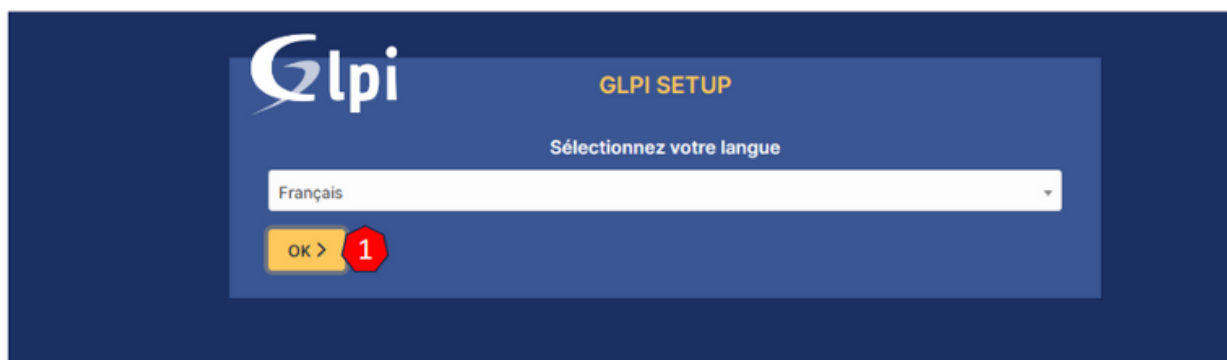 Glpi
GLPI SETUP
Sélectionnez votre langue
Français
OK >
1